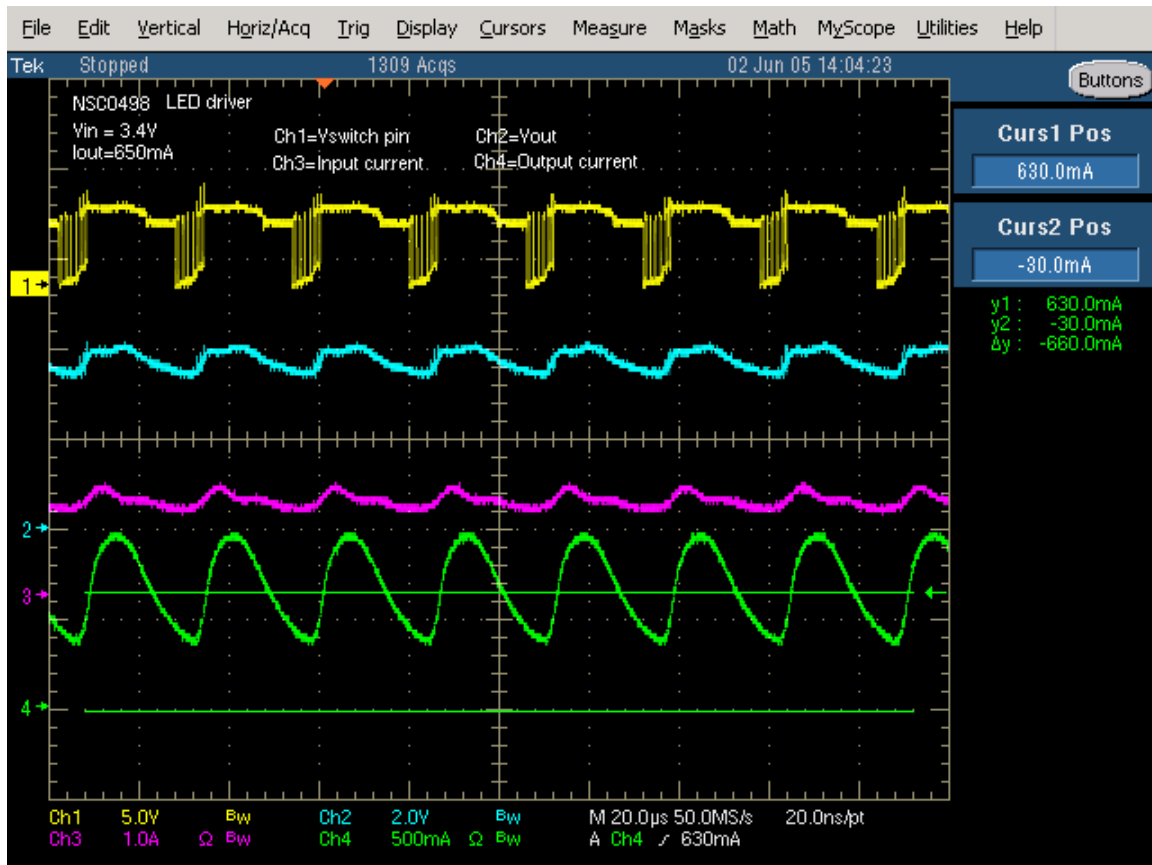 File Edit Vertical Horiz/Acq Trig Display Cursors Measure Masks Math MyScope Utilities Help
Tek Stopped 1309 Acqs 02 Jun 05 14:04:23
Buttons
NSC0498 LED driver
Vin = 3.4V
Iout=650mA
Ch1=Vswitch pin Ch2=Vout
Ch3=Input current Ch4=Output current
Curs1 Pos
630.0mA
Curs2 Pos
-30.0mA
y1 : 630.0mA
y2 : -30.0mA
Δy : -660.0mA
1
2
3
4
Ch1 5.0V Bw Ch2 2.0V Bw M 20.0µs 50.0MS/s 20.0ns/pt
Ch3 1.0A Ω Bw Ch4 500mA Ω Bw A Ch4 ∕ 630mA